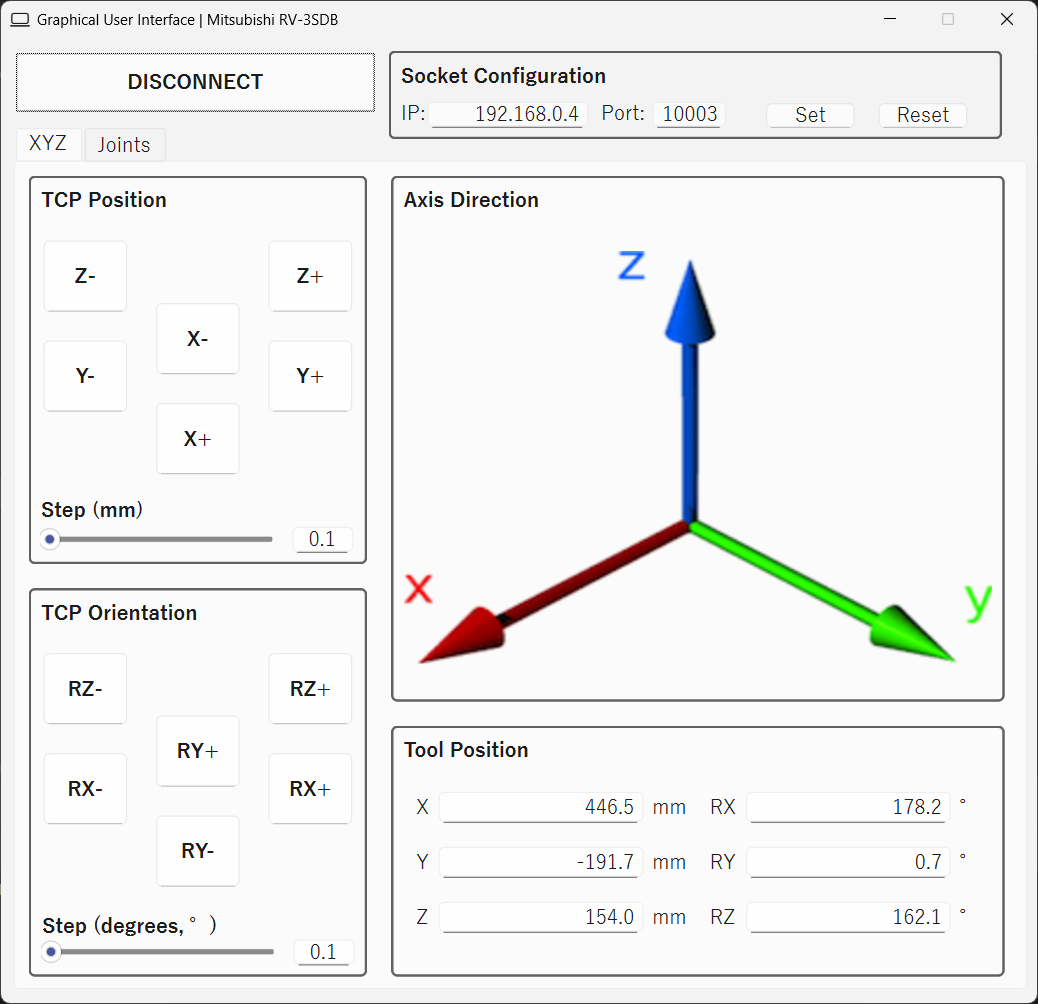 Graphical User Interface | Mitsubishi RV-3SDB
DISCONNECT
Socket Configuration
IP: 192.168.0.4 Port: 10003 Set Reset
XYZ Joints
TCP Position
Z- Z+
X-
Y- Y+
X+
Step (mm)
0.1
Axis Direction
Z
X
y
TCP Orientation
RZ- RZ+
RY+
RX- RX+
RY-
Step (degrees, ° )
0.1
Tool Position
X 446.5 mm RX 178.2 °
Y -191.7 mm RY 0.7 °
Z 154.0 mm RZ 162.1 °